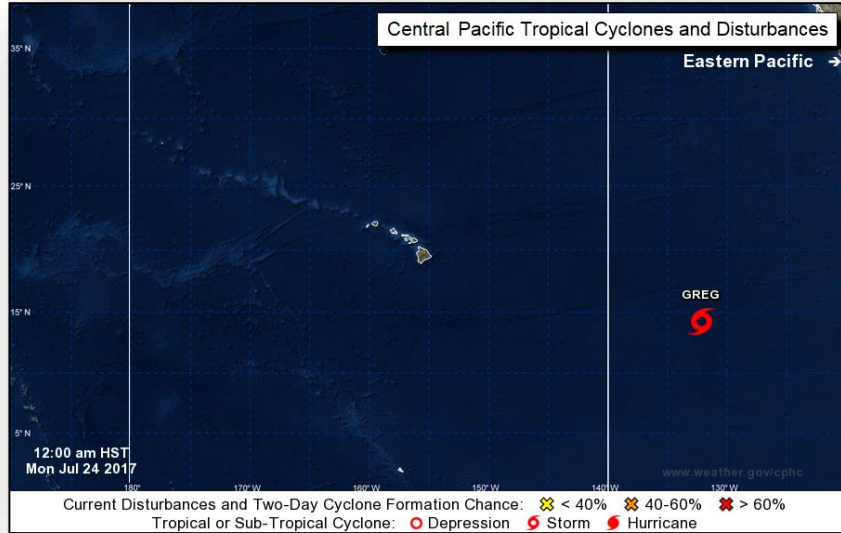 Central Pacific Tropical Cyclones and Disturbances
35° N
Eastern Pacific →
25° N
GREG
15° N
5° N
12:00 am HST
Mon Jul 24 2017
www.weather.gov/cphc
180° 170° W 160° W 150° W 140° W 130° W
Current Disturbances and Two-Day Cyclone Formation Chance: < 40% 40-60% > 60%
Tropical or Sub-Tropical Cyclone: Depression Storm Hurricane